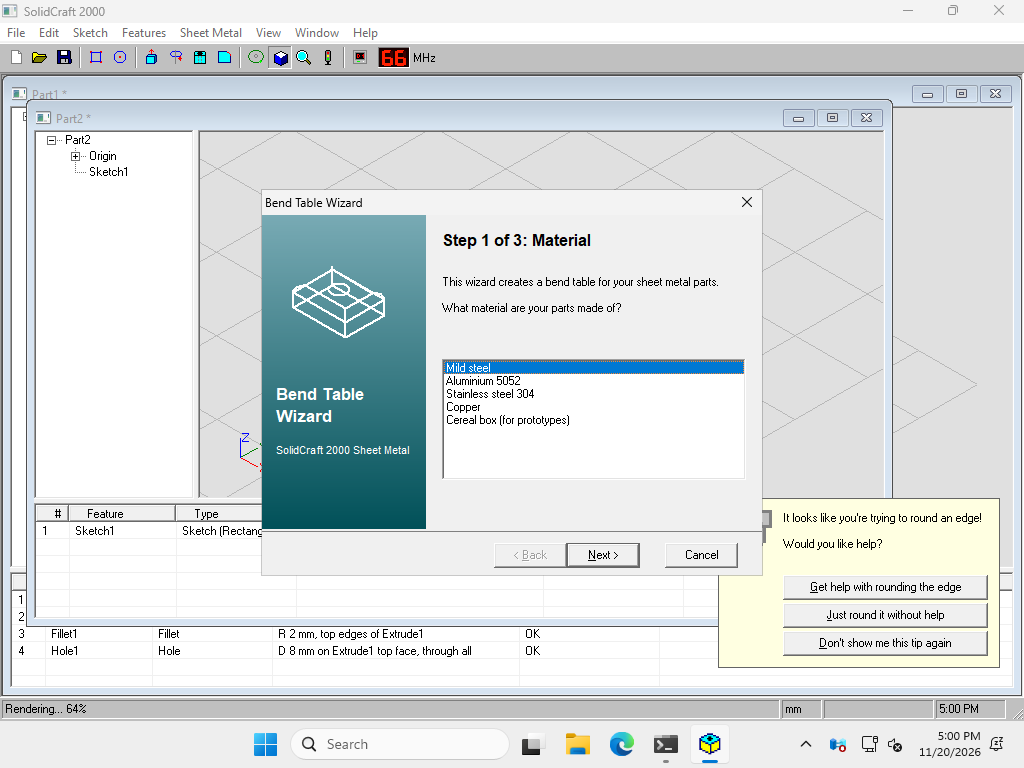 SolidCraft 2000
File Edit Sketch Features Sheet Metal View Window Help
66 MHz
Part1 *
Part2 *
Part2
Origin
Sketch1
Z
# Feature Type
1 Sketch1 Sketch (Rectang
Bend Table Wizard
Bend Table
Wizard
SolidCraft 2000 Sheet Metal
Step 1 of 3: Material
This wizard creates a bend table for your sheet metal parts.
What material are your parts made of?
Mild steel
Aluminium 5052
Stainless steel 304
Copper
Cereal box (for prototypes)
< Back Next > Cancel
It looks like you're trying to round an edge!
Would you like help?
Get help with rounding the edge
Just round it without help
Don't show me this tip again
1
2
3 Fillet1 Fillet R 2 mm, top edges of Extrude1 OK
4 Hole1 Hole D 8 mm on Extrude1 top face, through all OK
Rendering... 64% mm 5:00 PM
Search
5:00 PM
11/20/2026